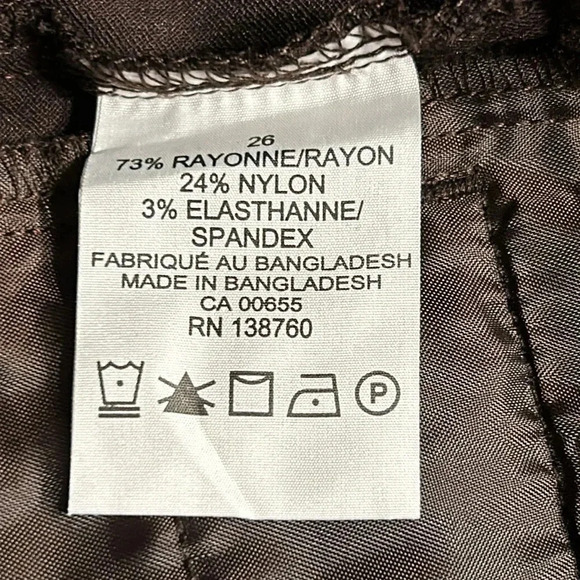 26
73% RAYONNE/RAYON
24% NYLON
3% ELASTHANNE/
SPANDEX
FABRIQUÉ AU BANGLADESH
MADE IN BANGLADESH
CA 00655
RN 138760
P